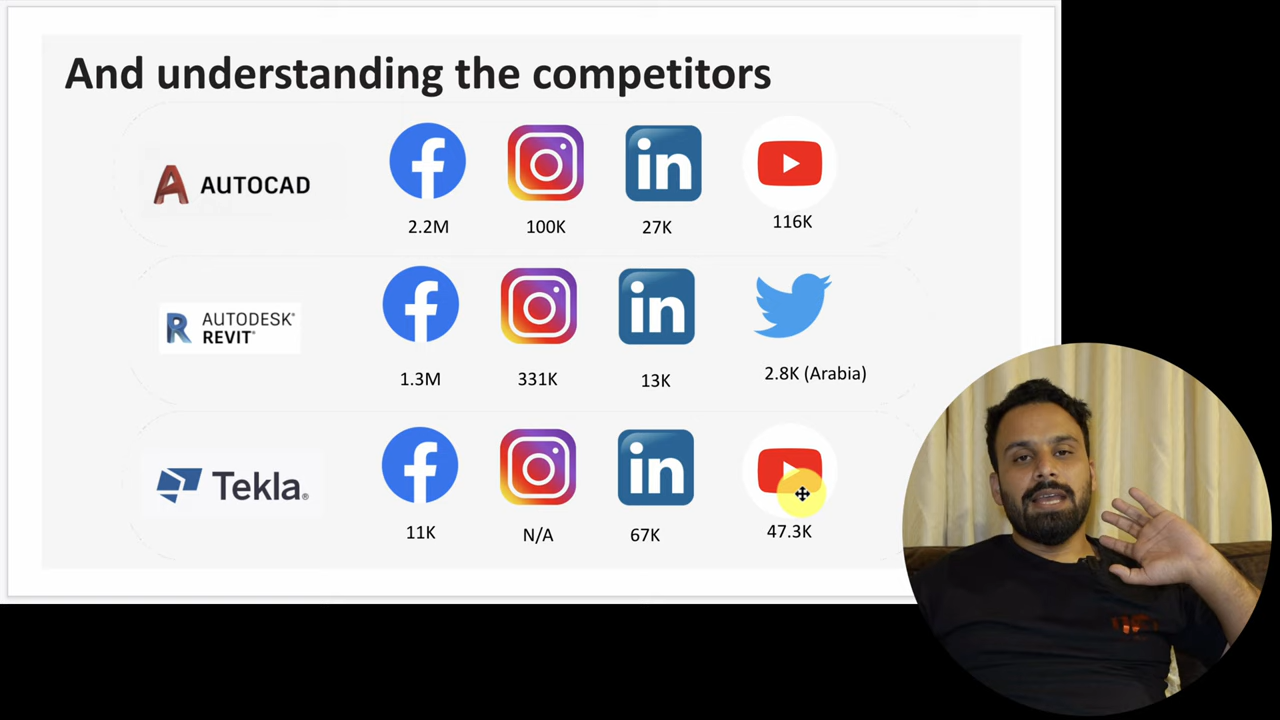 And understanding the competitors
AUTOCAD
2.2M
100K
27K
116K
AUTODESK®
REVIT®
1.3M
331K
13K
2.8K (Arabia)
Tekla®
11K
N/A
67K
47.3K